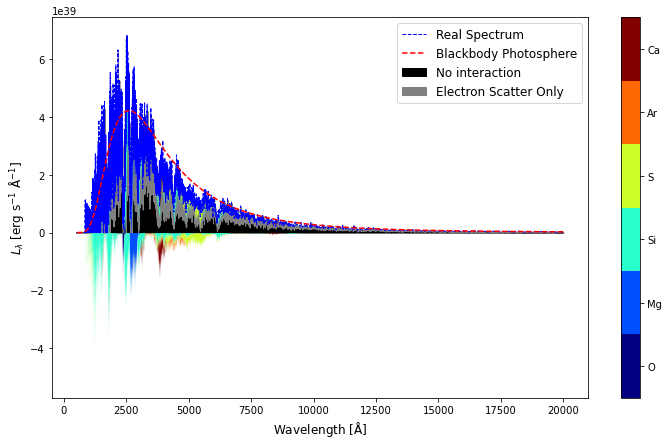 1e39
Real Spectrum
Blackbody Photosphere
No interaction
Electron Scatter Only
6
4
2
0
−2
−4
L_λ [erg s⁻¹ Å⁻¹]
0 2500 5000 7500 10000 12500 15000 17500 20000
Wavelength [Å]
Ca
Ar
S
Si
Mg
O